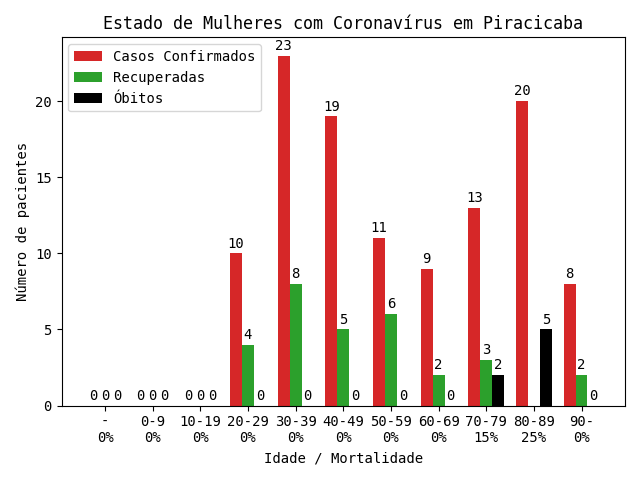 Estado de Mulheres com Coronavírus em Piracicaba
Casos Confirmados
Recuperadas
Óbitos
Número de pacientes
20
15
10
5
0
0 0 0
0 0 0
0 0 0
10 4 0
23 8 0
19 5 0
11 6 0
9 2 0
13 3 2
20 5
8 2 0
- 0-9 10-19 20-29 30-39 40-49 50-59 60-69 70-79 80-89 90-
0% 0% 0% 0% 0% 0% 0% 0% 15% 25% 0%
Idade / Mortalidade